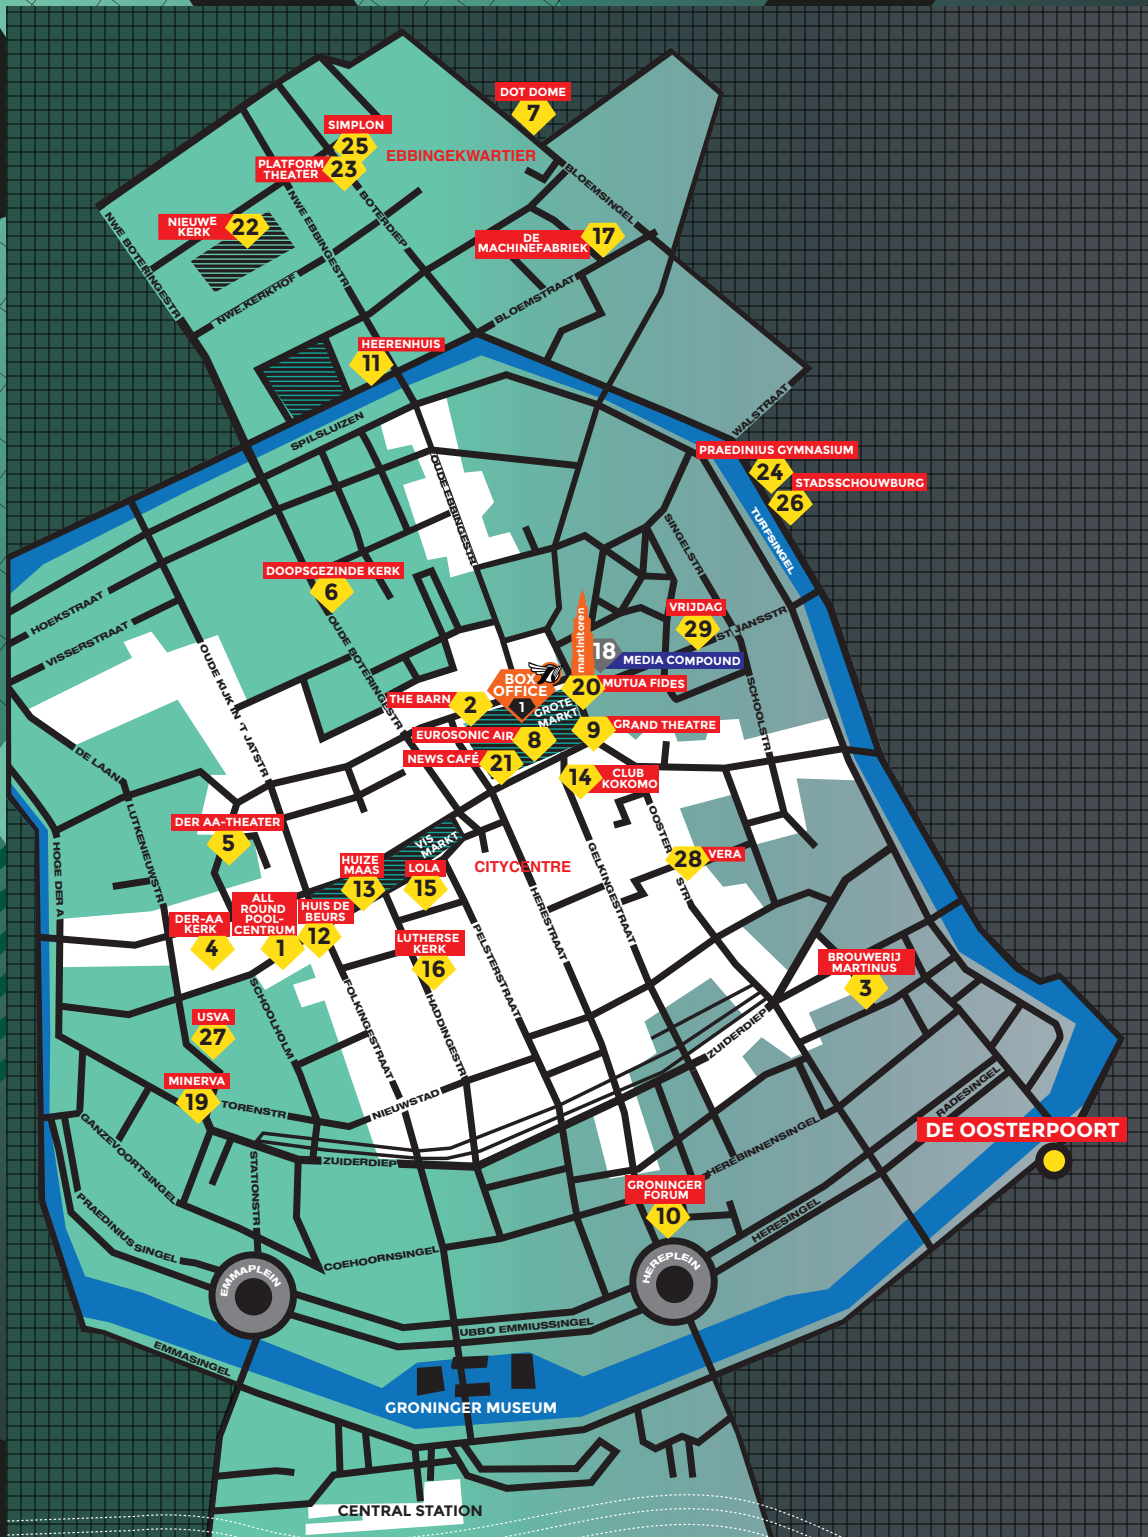 DOT DOME
7
SIMPLON
25
EBBINGEKWARTIER
PLATFORM
THEATER
23
NIEUWE
KERK
22
NWE BOTERINGESTR
NWE EBBINGESTR
BOTERDIEP
BLOEMSINGEL
DE
MACHINEFABRIEK
17
NWE.KERKHOF
BLOEMSTRAAT
HEERENHUIS
11
WALSTRAAT
SPILSLUIZEN
PRAEDINIUS GYMNASIUM
24
STADSSCHOUWBURG
26
TURFSINGEL
OUDE EBBINGESTR
SINGELSTR
DOOPSGEZINDE KERK
6
HOEKSTRAAT
VISSERSTRAAT
OUDE BOTERINGESTR
OUDE KIJK IN 'T JATSTR
VRIJDAG
29
ST JANSSTR
martinitoren
18
MEDIA COMPOUND
BOX
OFFICE
1
20
MUTUA FIDES
THE BARN
2
GROTE
MARKT
EUROSONIC AIR
8
9
GRAND THEATRE
SCHOOLSTR
NEWS CAFÉ
21
14
CLUB
KOKOMO
DE LAAN
LUTKENIEUWSTR
DER AA-THEATER
5
HOGE DER A
VIS
MARKT
HUIZE
MAAS
13
LOLA
15
CITYCENTRE
OOSTER
STR
28
VERA
GELKINGESTRAAT
HERESTRAAT
ALL
ROUND
POOL-
CENTRUM
1
HUIS DE
BEURS
12
DER-AA
KERK
4
LUTHERSE
KERK
16
PELSTERSTRAAT
BROUWERIJ
MARTINUS
3
SCHOOLHOLM
FOLKINGESTRAAT
HADDINGESTR
USVA
27
ZUIDERDIEP
MINERVA
19
TORENSTR
NIEUWSTAD
RADESINGEL
DE OOSTERPOORT
GANZEVOORTSINGEL
STATIONSTR
ZUIDERDIEP
HEREBINNENSINGEL
GRONINGER
FORUM
10
PRAEDINIUS SINGEL
COEHOORNSINGEL
HERESINGEL
EMMAPLEIN
HEREPLEIN
UBBO EMMIUSSINGEL
EMMASINGEL
GRONINGER MUSEUM
CENTRAL STATION